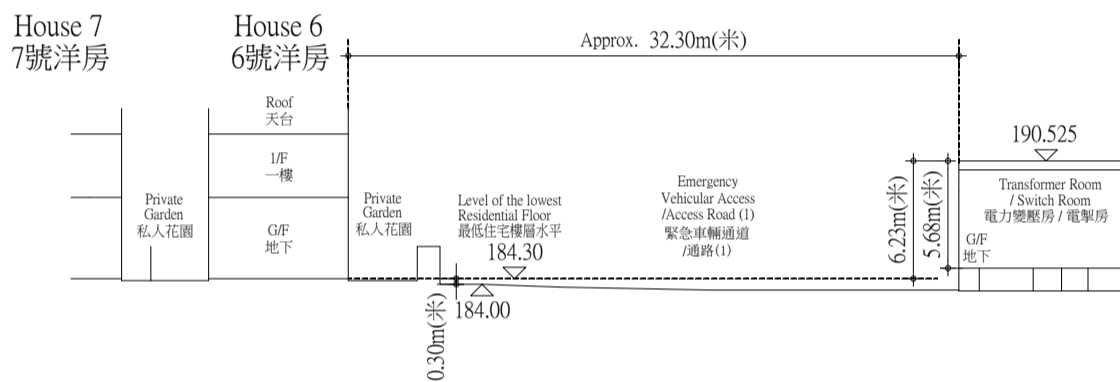 House 7
7號洋房
House 6
6號洋房
Approx. 32.30m(米)
Roof
天台
1/F
一樓
G/F
地下
Private
Garden
私人花園
Private
Garden
私人花園
Level of the lowest
Residential Floor
最低住宅樓層水平
184.30
184.00
0.30m(米)
Emergency
Vehicular Access
/Access Road (1)
緊急車輛通道
/通路(1)
6.23m(米)
5.68m(米)
190.525
Transformer Room
/ Switch Room
電力變壓房 / 電掣房
G/F
地下